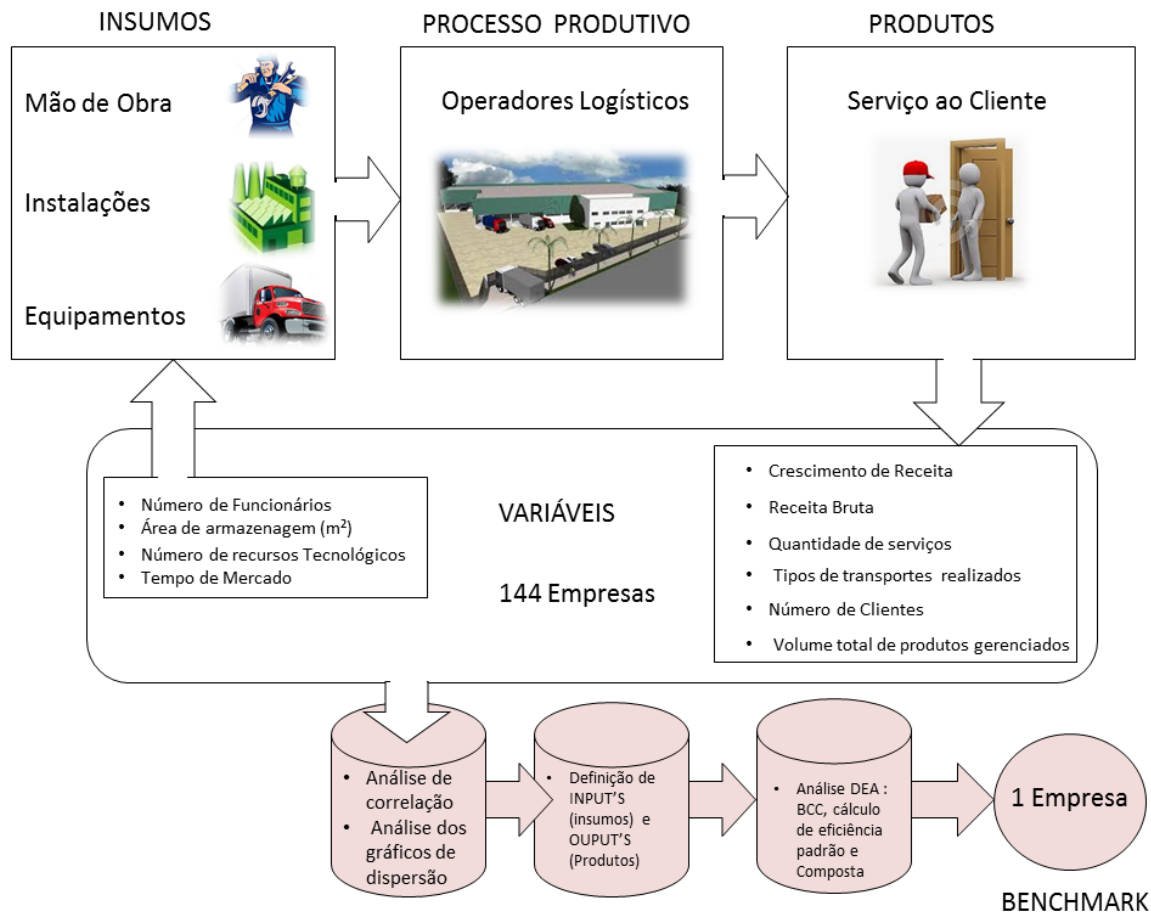 INSUMOS
PROCESSO PRODUTIVO
PRODUTOS
Mão de Obra
Instalações
Equipamentos
Operadores Logísticos
Serviço ao Cliente
• Número de Funcionários
• Área de armazenagem (m²)
• Número de recursos Tecnológicos
• Tempo de Mercado
VARIÁVEIS
144 Empresas
• Crescimento de Receita
• Receita Bruta
• Quantidade de serviços
• Tipos de transportes realizados
• Número de Clientes
• Volume total de produtos gerenciados
• Análise de
correlação
• Análise dos
gráficos de
dispersão
• Definição de
INPUT'S
(insumos) e
OUPUT'S
(Produtos)
• Análise DEA :
BCC, cálculo
de eficiência
padrão e
Composta
1 Empresa
BENCHMARK